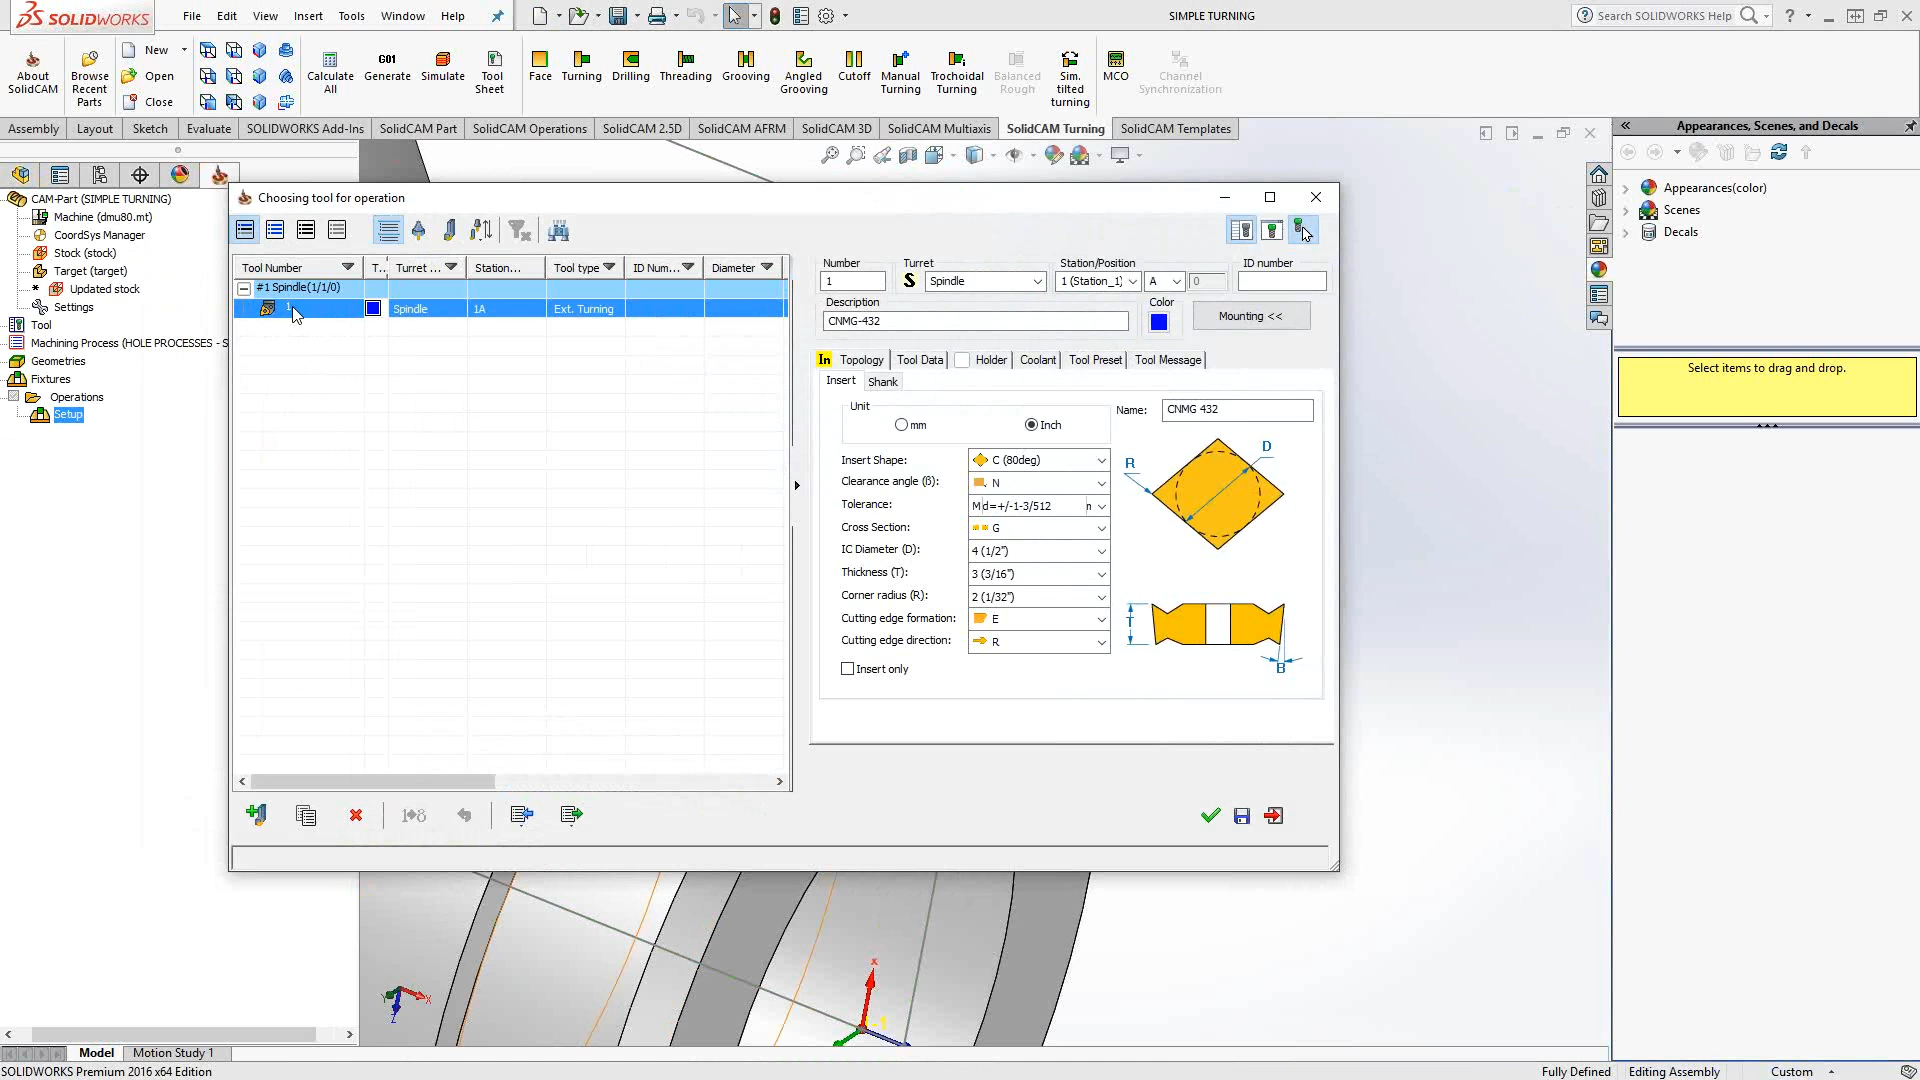 SOLIDWORKS
File Edit View Insert Tools Window Help
SIMPLE TURNING
Search SOLIDWORKS Help
About SolidCAM
Browse Recent Parts
New
Open
Close
Calculate All
G01
Generate
Simulate
Tool Sheet
Face
Turning
Drilling
Threading
Grooving
Angled Grooving
Cutoff
Manual Turning
Trochoidal Turning
Balanced Rough
Sim. tilted turning
MCO
Channel Synchronization
Assembly Layout Sketch Evaluate SOLIDWORKS Add-Ins SolidCAM Part SolidCAM Operations SolidCAM 2.5D SolidCAM AFRM SolidCAM 3D SolidCAM Multiaxis SolidCAM Turning SolidCAM Templates
Appearances, Scenes, and Decals
Appearances(color)
Scenes
Decals
Select items to drag and drop.
CAM-Part (SIMPLE TURNING)
Machine (dmu80.mt)
CoordSys Manager
Stock (stock)
Target (target)
* Updated stock
Settings
Tool
Machining Process (HOLE PROCESSES - S
Geometries
Fixtures
Operations
Setup
Choosing tool for operation
Tool Number T.. Turret ... Station... Tool type ID Num... Diameter
#1 Spindle(1/1/0)
1 Spindle 1A Ext. Turning
Number Turret Station/Position ID number
1 S Spindle 1 (Station_1) A 0
Description Color
CNMG-432 Mounting <<
In Topology Tool Data Holder Coolant Tool Preset Tool Message
Insert Shank
Unit
mm Inch
Name: CNMG 432
Insert Shape: C (80deg)
Clearance angle (β): N
Tolerance: M d=+/-1-3/512 n
Cross Section: G
IC Diameter (D): 4 (1/2")
Thickness (T): 3 (3/16")
Corner radius (R): 2 (1/32")
Cutting edge formation: E
Cutting edge direction: R
Insert only
D
R
T
B
X
-1
Y X
Z
Model Motion Study 1
SOLIDWORKS Premium 2016 x64 Edition
Fully Defined Editing Assembly Custom